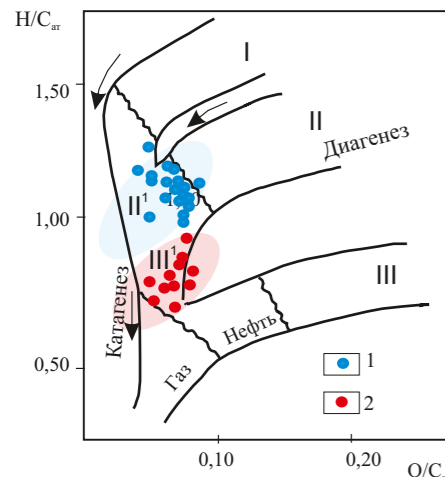 H/Cат
I
1,50
II
Диагенез
II¹
1,00
III¹
III
Катагенез
Нефть
Газ
0,50
1
2
0,10
0,20
O/C